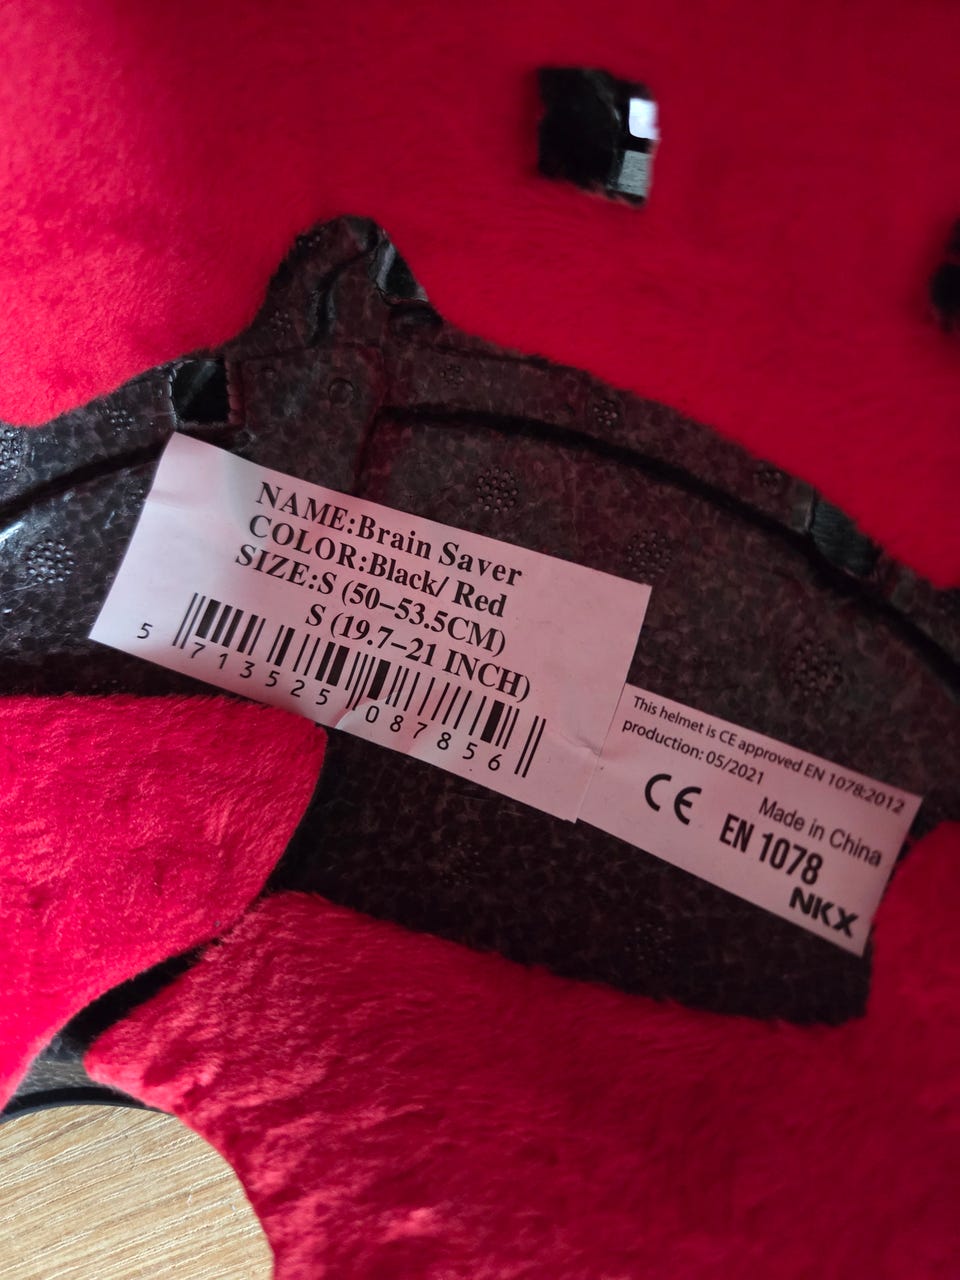 NAME:Brain Saver
COLOR:Black/ Red
SIZE:S (50–53.5CM)
S (19.7–21 INCH)
5 713525 087856
This helmet is CE approved EN 1078:2012
production: 05/2021
CE
Made in China
EN 1078
NKX